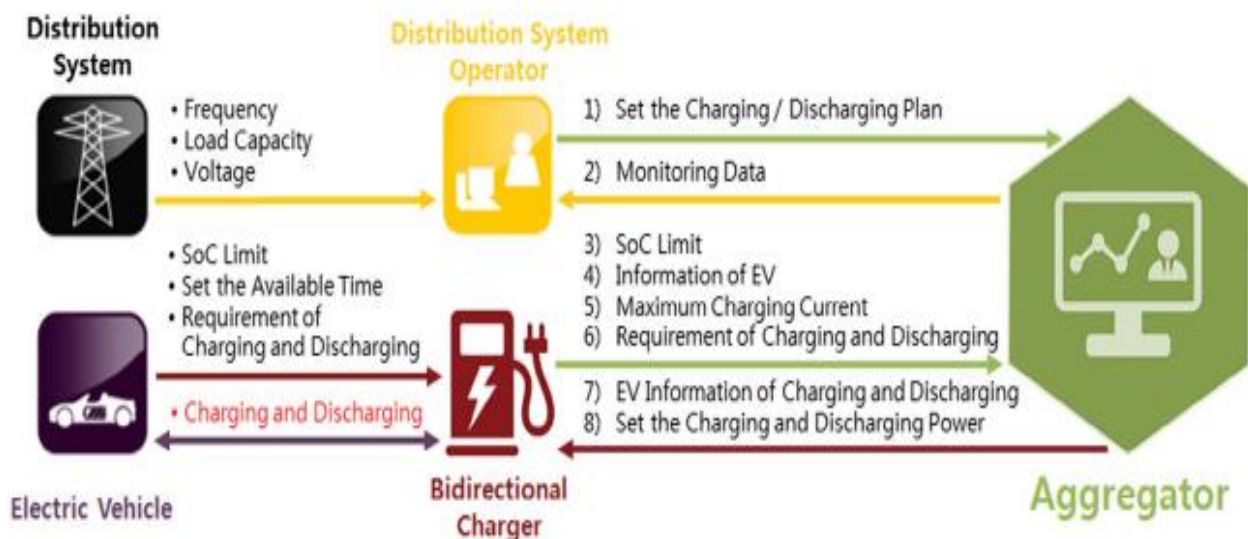 Distribution
System
Distribution System
Operator
• Frequency
• Load Capacity
• Voltage
1) Set the Charging / Discharging Plan
2) Monitoring Data
• SoC Limit
• Set the Available Time
• Requirement of
Charging and Discharging
• Charging and Discharging
3) SoC Limit
4) Information of EV
5) Maximum Charging Current
6) Requirement of Charging and Discharging
7) EV Information of Charging and Discharging
8) Set the Charging and Discharging Power
Electric Vehicle
Bidirectional
Charger
Aggregator